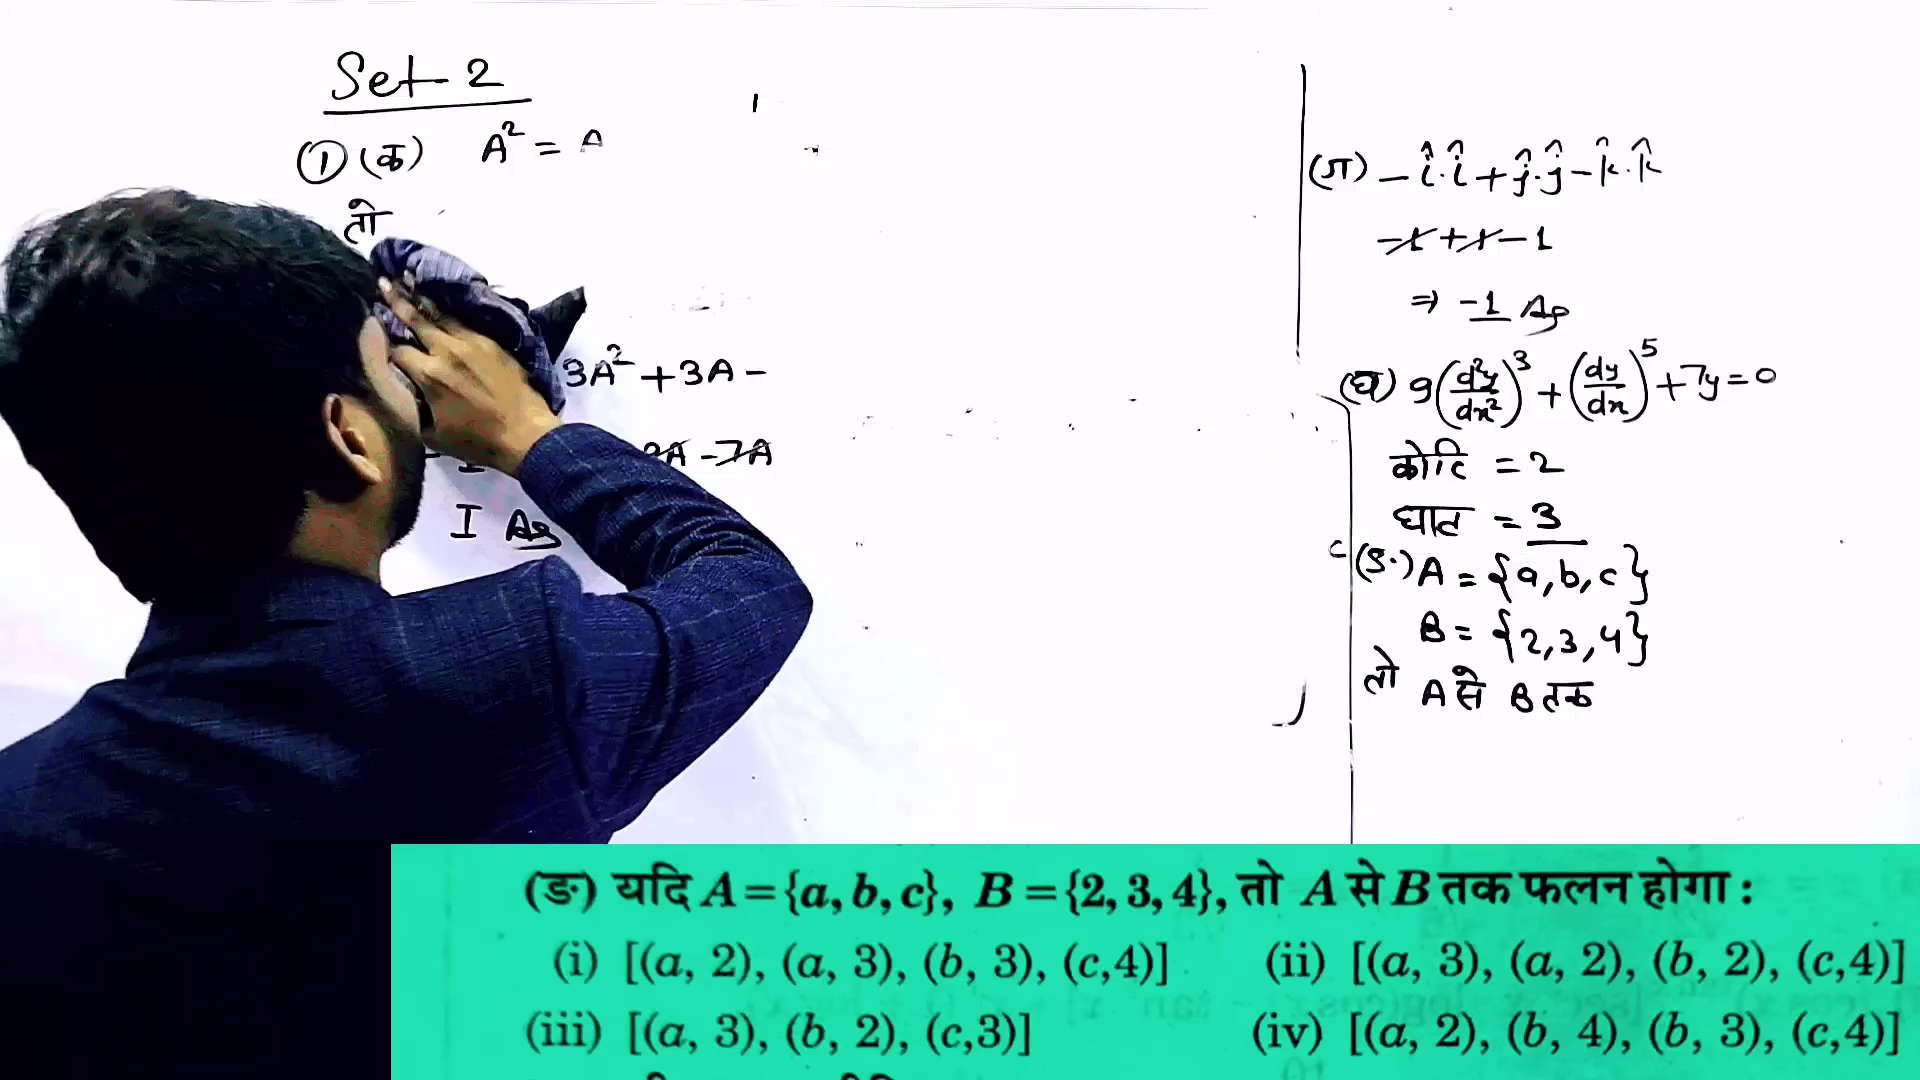 Set-2
① (क) A² = A
तो
3A² + 3A -
I Ans
-7A
(ग) - î.î + ĵ.ĵ - k̂.k̂
-1 + 1 - 1
⇒ -1 Ans
(घ) 9(d²y/dx²)³ + (dy/dx)⁵ + 7y = 0
कोटि = 2
घात = 3
(ङ) A = {a, b, c}
B = {2, 3, 4}
तो A से B तक
(ङ) यदि A = {a, b, c}, B = {2, 3, 4}, तो A से B तक फलन होगा :
(i) [(a, 2), (a, 3), (b, 3), (c,4)] (ii) [(a, 3), (a, 2), (b, 2), (c,4)]
(iii) [(a, 3), (b, 2), (c,3)] (iv) [(a, 2), (b, 4), (b, 3), (c,4)]